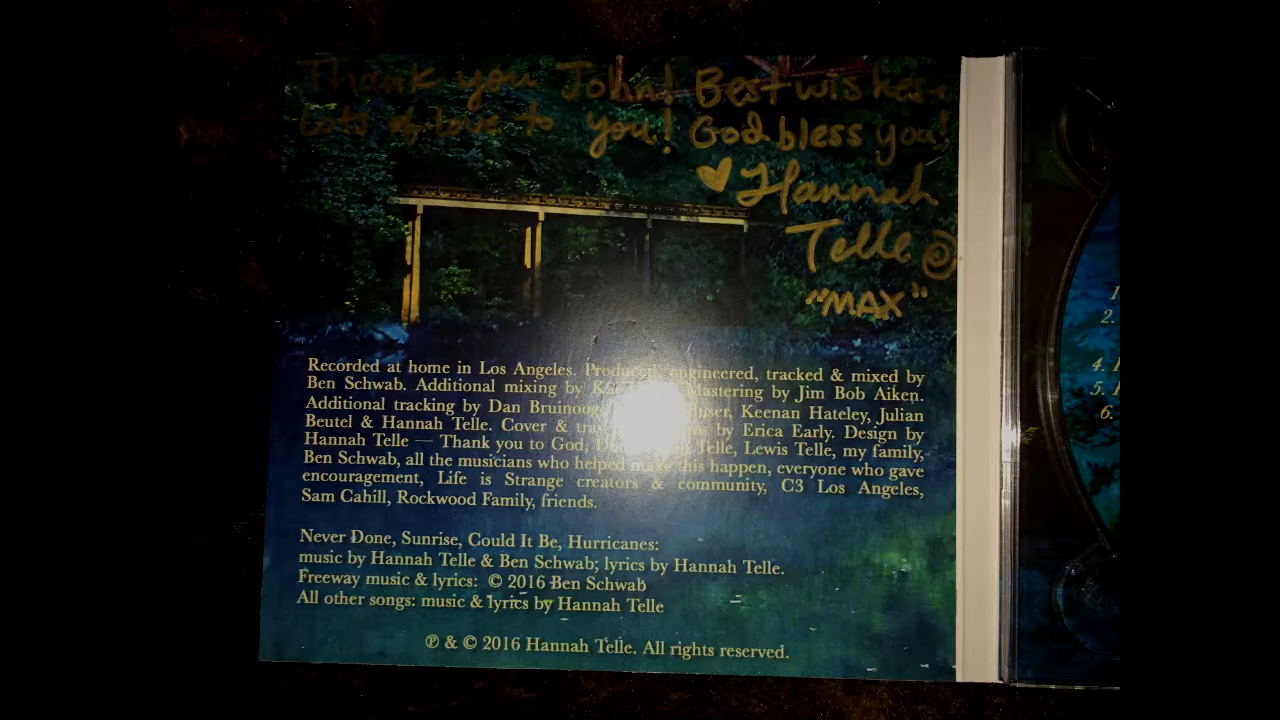 Thank you John! Best wishes +
Lots of Love to you! God bless you!
Hannah
Telle
"MAX"
Recorded at home in Los Angeles. Produced, engineered, tracked & mixed by
Ben Schwab. Additional mixing by Mastering by Jim Bob Aiken.
Additional tracking by Dan Keenan Hateley, Julian
Beutel & Hannah Telle. Cover & by Erica Early. Design by
Hannah Telle — Thank you to God, Telle, Lewis Telle, my family,
Ben Schwab, all the musicians who helped make this happen, everyone who gave
encouragement, Life is Strange creators & community, C3 Los Angeles,
Sam Cahill, Rockwood Family, friends.
Never Done, Sunrise, Could It Be, Hurricanes:
music by Hannah Telle & Ben Schwab; lyrics by Hannah Telle.
Freeway music & lyrics: © 2016 Ben Schwab
All other songs: music & lyrics by Hannah Telle
℗ & © 2016 Hannah Telle. All rights reserved.
1
2.
4.
5.
6.